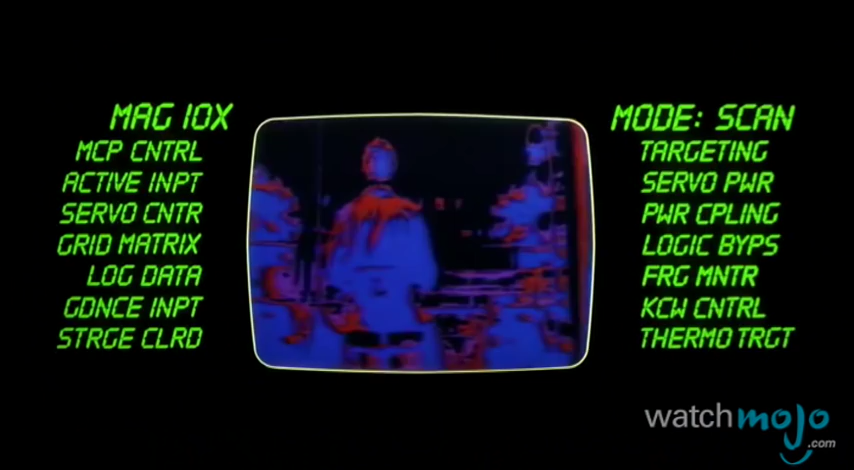 MAG 10X
MCP CNTRL
ACTIVE INPT
SERVO CNTR
GRID MATRIX
LOG DATA
GDNCE INPT
STRGE CLRD
MODE: SCAN
TARGETING
SERVO PWR
PWR CPLING
LOGIC BYPS
FRG MNTR
KCW CNTRL
THERMO TRGT
watchmojo
.com